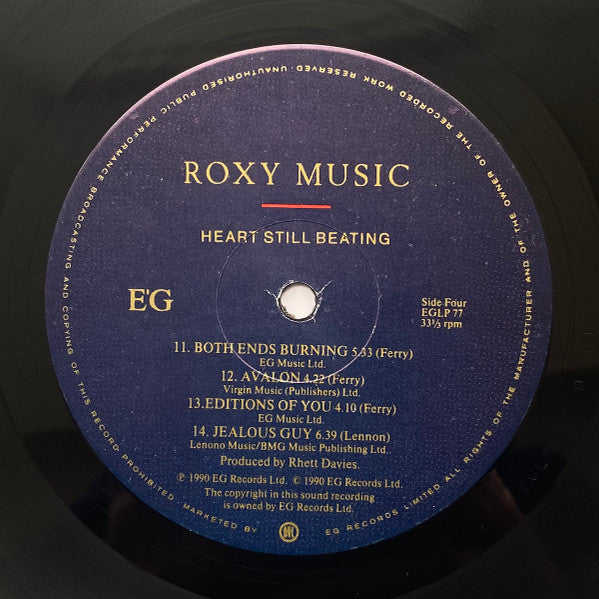 ROXY MUSIC
HEART STILL BEATING
E'G
Side Four
EGLP 77
33⅓ rpm
11. BOTH ENDS BURNING 5.33 (Ferry)
EG Music Ltd.
12. AVALON 4.22 (Ferry)
Virgin Music (Publishers) Ltd.
13.EDITIONS OF YOU 4.10 (Ferry)
EG Music Ltd.
14. JEALOUS GUY 6.39 (Lennon)
Lenono Music/BMG Music Publishing Ltd.
Produced by Rhett Davies.
℗ 1990 EG Records Ltd. © 1990 EG Records Ltd.
The copyright in this sound recording
is owned by EG Records Ltd.
MARKETED BY EG RECORDS LIMITED ALL RIGHTS OF THE MANUFACTURER AND OF THE OWNER OF THE RECORDED WORK RESERVED · UNAUTHORISED PUBLIC PERFORMANCE BROADCASTING AND COPYING OF THIS RECORD PROHIBITED ·